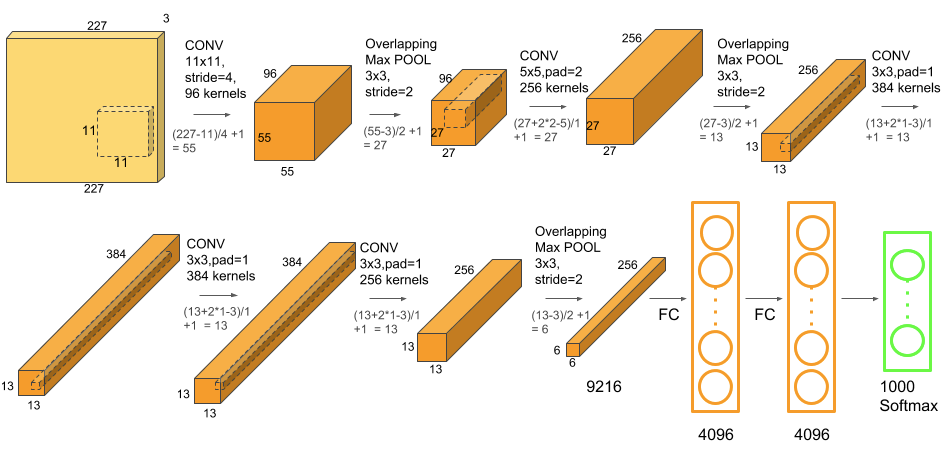 227
3
11
11
227
CONV
11x11,
stride=4,
96 kernels
(227-11)/4 +1
= 55
96
55
55
Overlapping
Max POOL
3x3,
stride=2
(55-3)/2 +1
= 27
96
27
27
CONV
5x5,pad=2
256 kernels
(27+2*2-5)/1
+1 = 27
256
27
27
Overlapping
Max POOL
3x3,
stride=2
(27-3)/2 +1
= 13
256
13
13
CONV
3x3,pad=1
384 kernels
(13+2*1-3)/1
+1 = 13
384
13
13
CONV
3x3,pad=1
384 kernels
(13+2*1-3)/1
+1 = 13
384
13
13
CONV
3x3,pad=1
256 kernels
(13+2*1-3)/1
+1 = 13
256
13
13
Overlapping
Max POOL
3x3,
stride=2
(13-3)/2 +1
= 6
256
6
6
9216
FC
4096
FC
4096
1000
Softmax